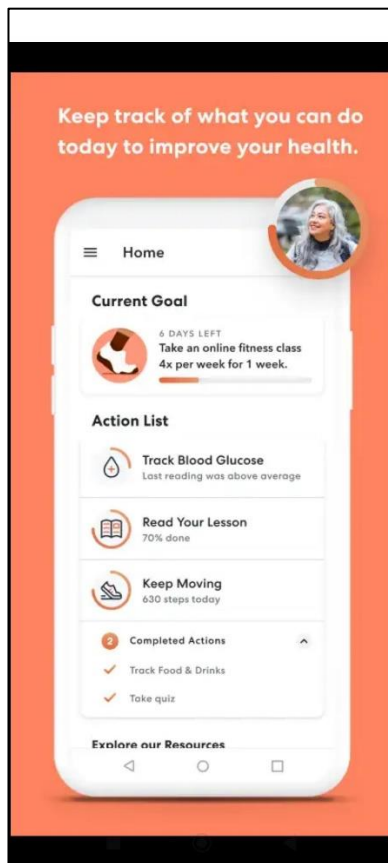 Keep track of what you can do
today to improve your health.
Home
Current Goal
6 DAYS LEFT
Take an online fitness class
4x per week for 1 week.
Action List
Track Blood Glucose
Last reading was above average
Read Your Lesson
70% done
Keep Moving
630 steps today
2 Completed Actions
Track Food & Drinks
Take quiz
Explore our Resources